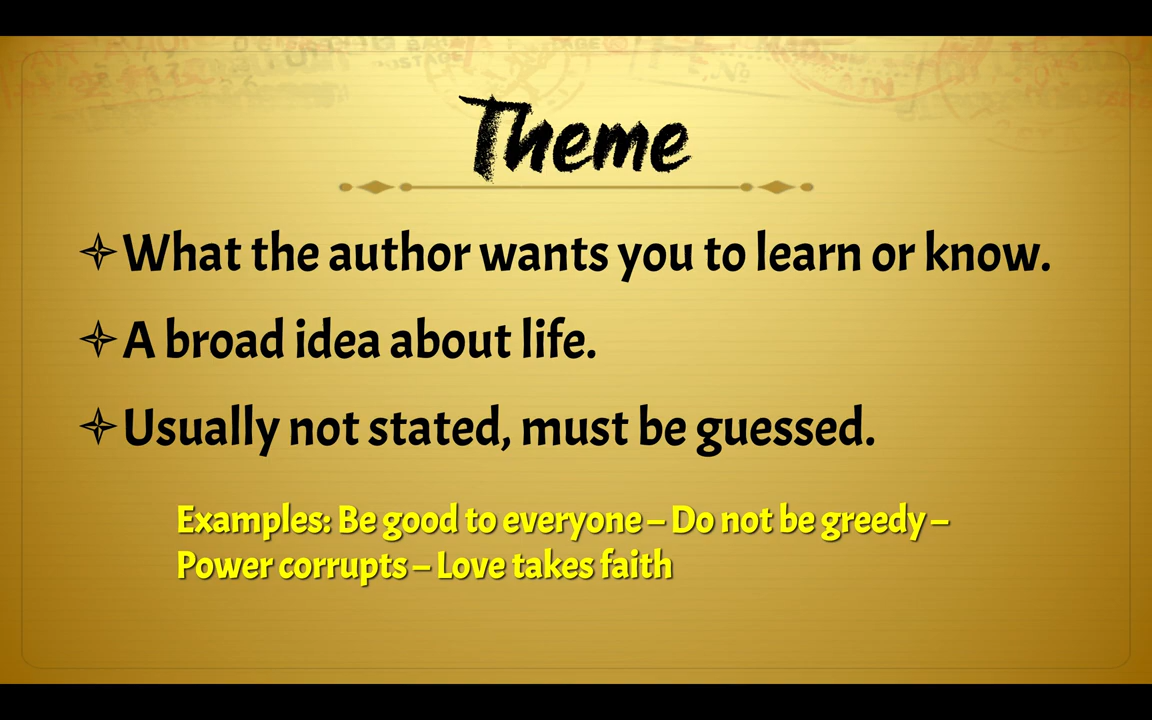 Theme
What the author wants you to learn or know.
A broad idea about life.
Usually not stated, must be guessed.
Examples: Be good to everyone – Do not be greedy –
Power corrupts – Love takes faith